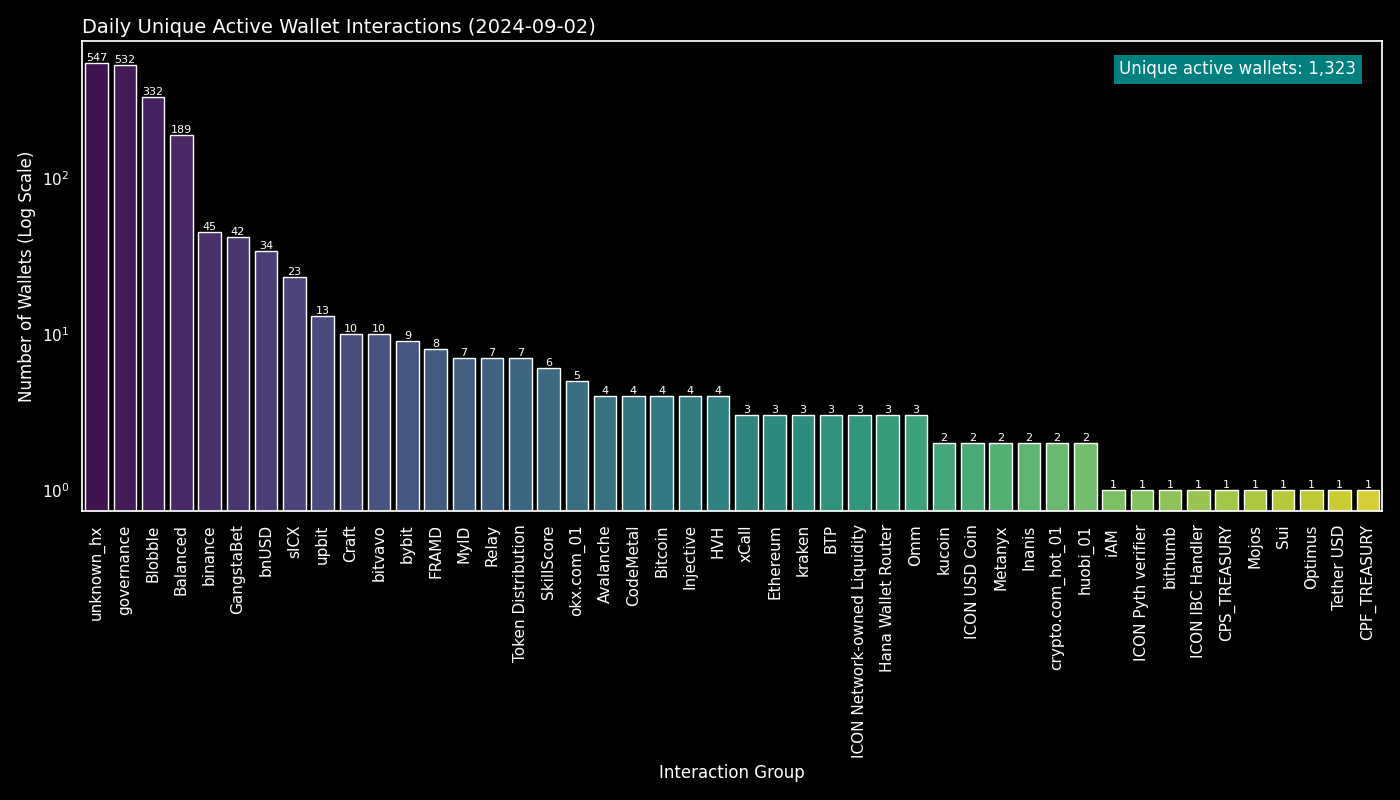 Daily Unique Active Wallet Interactions (2024-09-02)
Unique active wallets: 1,323
Number of Wallets (Log Scale)
10²
10¹
10⁰
547
532
332
189
45
42
34
23
13
10
10
9
8
7
7
7
6
5
4
4
4
4
4
3
3
3
3
3
3
3
2
2
2
2
2
2
1
1
1
1
1
1
1
1
1
1
unknown_hx
governance
Blobble
Balanced
binance
GangstaBet
bnUSD
sICX
upbit
Craft
bitvavo
bybit
FRAMD
MyID
Relay
Token Distribution
SkillScore
okx.com_01
Avalanche
CodeMetal
Bitcoin
Injective
HVH
xCall
Ethereum
kraken
BTP
ICON Network-owned Liquidity
Hana Wallet Router
Omm
kucoin
ICON USD Coin
Metanyx
Inanis
crypto.com_hot_01
huobi_01
iAM
ICON Pyth verifier
bithumb
ICON IBC Handler
CPS_TREASURY
Mojos
Sui
Optimus
Tether USD
CPF_TREASURY
Interaction Group